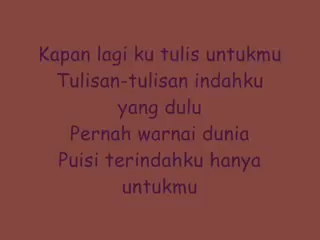 Kapan lagi ku tulis untukmu
Tulisan-tulisan indahku
yang dulu
Pernah warnai dunia
Puisi terindahku hanya
untukmu